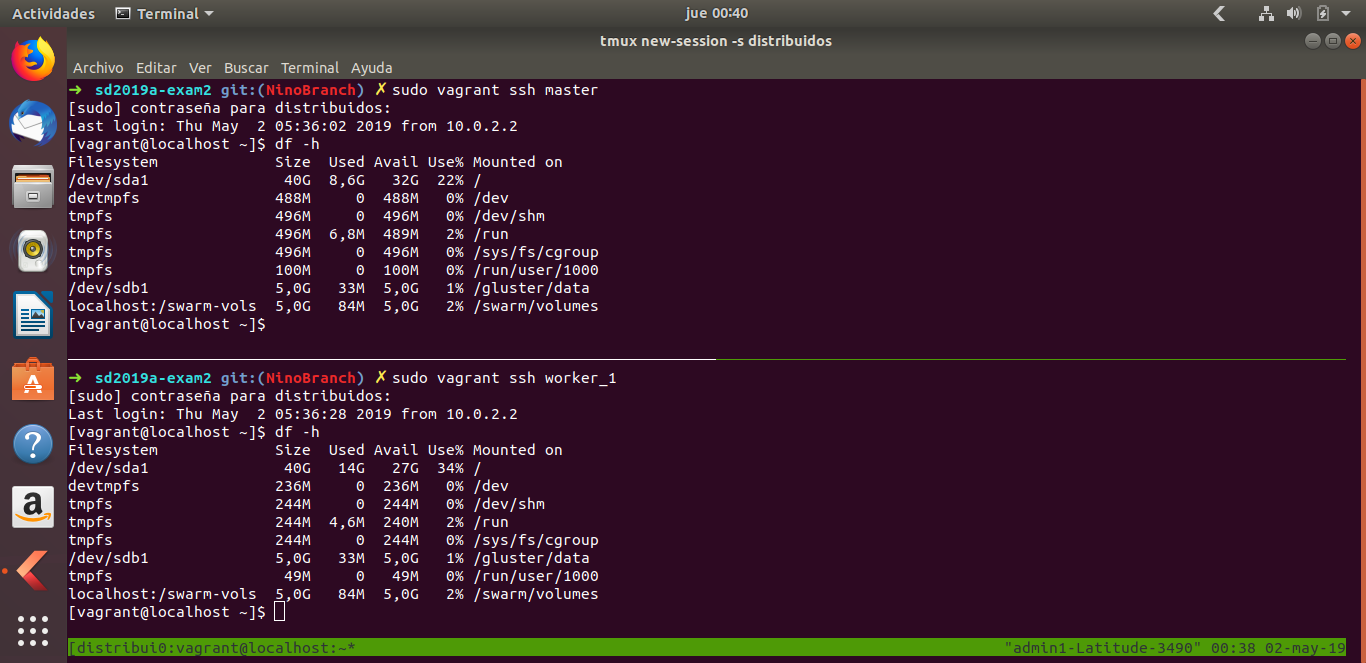 Actividades Terminal jue 00:40
tmux new-session -s distribuidos
Archivo Editar Ver Buscar Terminal Ayuda
➜ sd2019a-exam2 git:(NinoBranch) ✗ sudo vagrant ssh master
[sudo] contraseña para distribuidos:
Last login: Thu May  2 05:36:02 2019 from 10.0.2.2
[vagrant@localhost ~]$ df -h
Filesystem             Size  Used Avail Use% Mounted on
/dev/sda1               40G  8,6G   32G  22% /
devtmpfs               488M     0  488M   0% /dev
tmpfs                  496M     0  496M   0% /dev/shm
tmpfs                  496M  6,8M  489M   2% /run
tmpfs                  496M     0  496M   0% /sys/fs/cgroup
tmpfs                  100M     0  100M   0% /run/user/1000
/dev/sdb1              5,0G   33M  5,0G   1% /gluster/data
localhost:/swarm-vols  5,0G   84M  5,0G   2% /swarm/volumes
[vagrant@localhost ~]$
➜ sd2019a-exam2 git:(NinoBranch) ✗ sudo vagrant ssh worker_1
[sudo] contraseña para distribuidos:
Last login: Thu May  2 05:36:28 2019 from 10.0.2.2
[vagrant@localhost ~]$ df -h
Filesystem             Size  Used Avail Use% Mounted on
/dev/sda1               40G   14G   27G  34% /
devtmpfs               236M     0  236M   0% /dev
tmpfs                  244M     0  244M   0% /dev/shm
tmpfs                  244M  4,6M  240M   2% /run
tmpfs                  244M     0  244M   0% /sys/fs/cgroup
/dev/sdb1              5,0G   33M  5,0G   1% /gluster/data
tmpfs                   49M     0   49M   0% /run/user/1000
localhost:/swarm-vols  5,0G   84M  5,0G   2% /swarm/volumes
[vagrant@localhost ~]$
[distribui0:vagrant@localhost:~* "admin1-Latitude-3490" 00:38 02-may-19